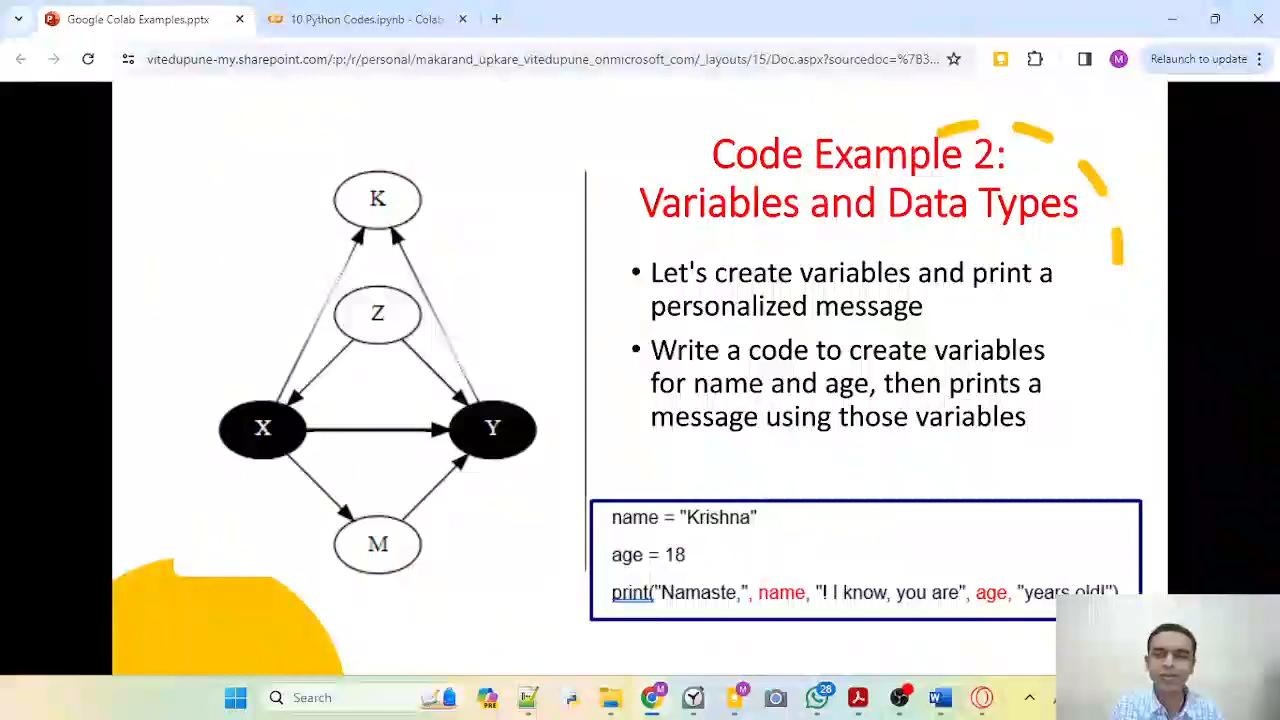 Google Colab Examples.pptx
10 Python Codes.ipynb - Colab
vitedupune-my.sharepoint.com/:p:/r/personal/makarand_upkare_vitedupune_onmicrosoft_com/_layouts/15/Doc.aspx?sourcedoc=%7B3...
M
Relaunch to update
Code Example 2:
Variables and Data Types
K
Z
X
Y
M
• Let's create variables and print a
personalized message
• Write a code to create variables
for name and age, then prints a
message using those variables
name = "Krishna"
age = 18
print("Namaste,", name, "! I know, you are", age, "years old!")
Search
PRE
M
M
28